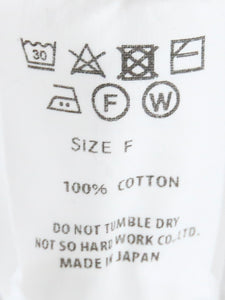 30
F W
SIZE F
100% COTTON
DO NOT TUMBLE DRY
NOT SO HARD WORK CO.,LTD.
MADE IN JAPAN